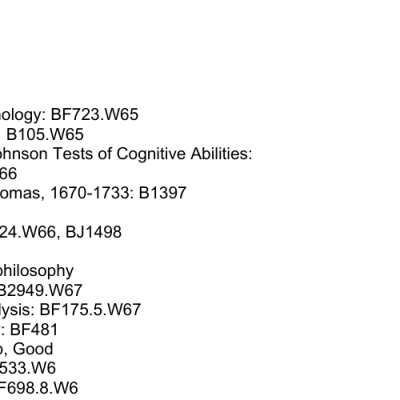 ology: BF723.W65
B105.W65
ohnson Tests of Cognitive Abilities:
66
omas, 1670-1733: B1397
24.W66, BJ1498
philosophy
B2949.W67
lysis: BF175.5.W67
: BF481
o, Good
533.W6
F698.8.W6